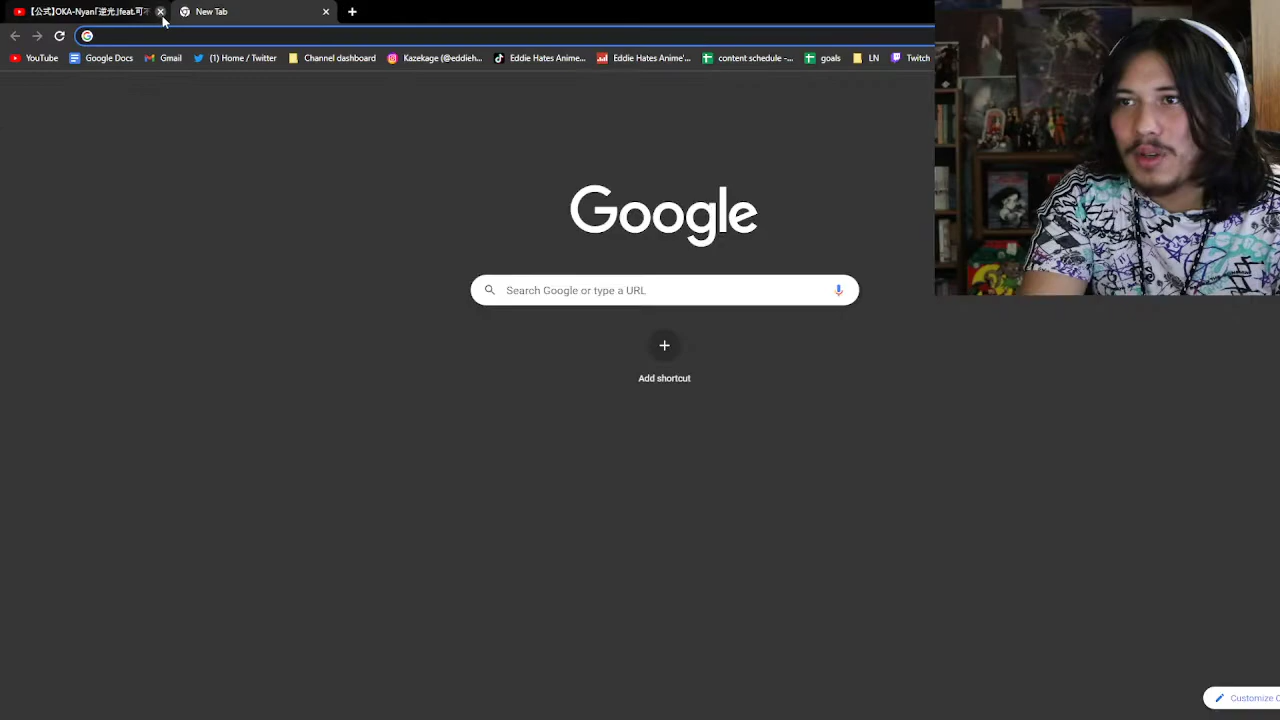 【公式】OKA-Nyan「逆光」feat.可不
New Tab
YouTube
Google Docs
Gmail
(1) Home / Twitter
Channel dashboard
Kazekage (@eddieh...
Eddie Hates Anime...
Eddie Hates Anime'...
content schedule -...
goals
LN
Twitch
Google
Search Google or type a URL
Add shortcut
Customize C